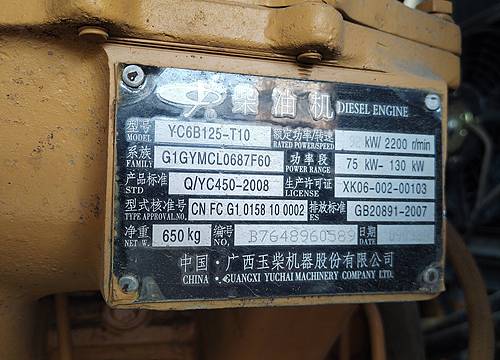 柴油机 DIESEL ENGINE
型号 MODEL YC6B125-T10 额定功率/转速 RATED POWER/SPEED kW/ 2200 r/min
系族 FAMILY G1GYMCL0687F60 功率段 POWER RANGE 75 kW- 130 kW
产品标准 STD Q/YC450-2008 生产许可证 LICENSE XK06-002-00103
型式核准号 TYPE APPROVAL NO. CN FC G1 0158 10 0002 排放标准 ES GB20891-2007
净重 NET W. 650 kg 编号 NO. B7648960589 日期 DATE
中国·广西玉柴机器股份有限公司
CHINA · GUANGXI YUCHAI MACHINERY COMPANY LTD.